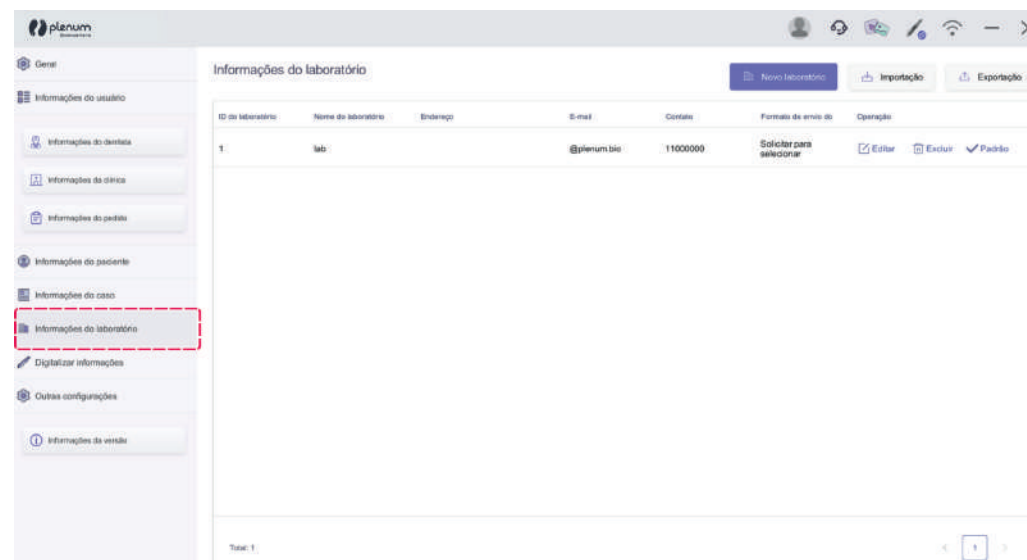 plenum
Geral
Informações do usuário
Informações do dentista
Informações da clínica
Informações do pedido
Informações do paciente
Informações do caso
Informações do laboratório
Digitalizar informações
Outras configurações
Informações da versão
Informações do laboratório
Novo laboratório
Importação
Exportação
ID do laboratório Nome do laboratório Endereço E-mail Contato Formato de envio do Operação
1 lab @plenum.bio 11000000 Solicitar para selecionar Editar Excluir Padrão
Total: 1
1